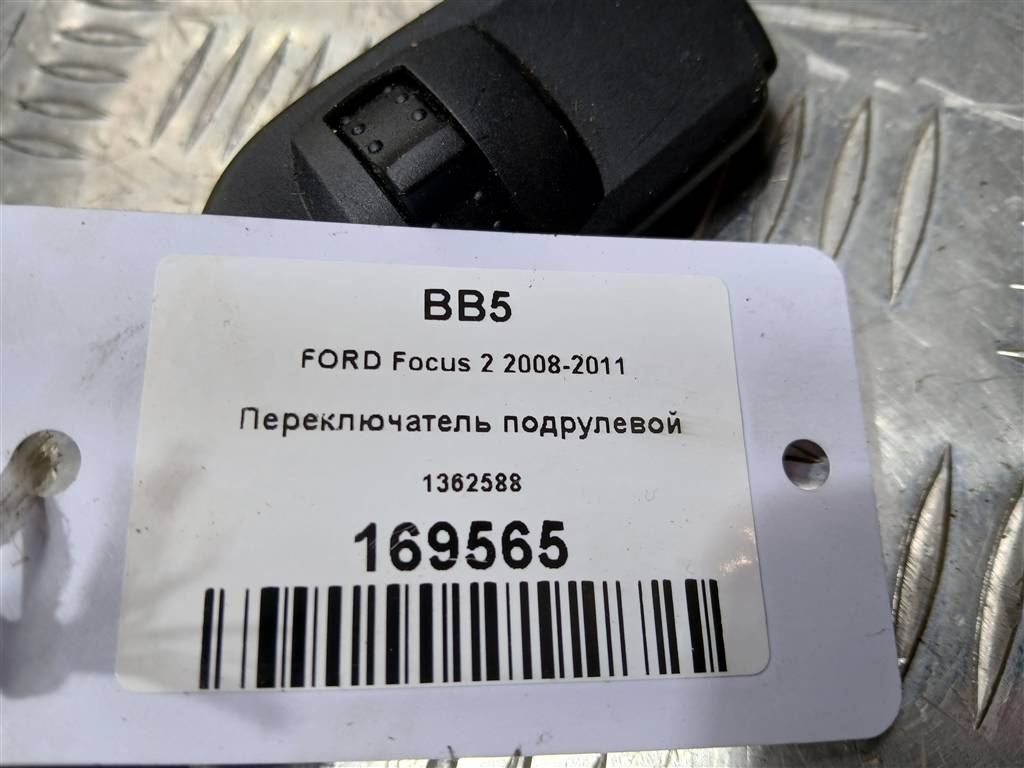 BB5
FORD Focus 2 2008-2011
Переключатель подрулевой
1362588
169565